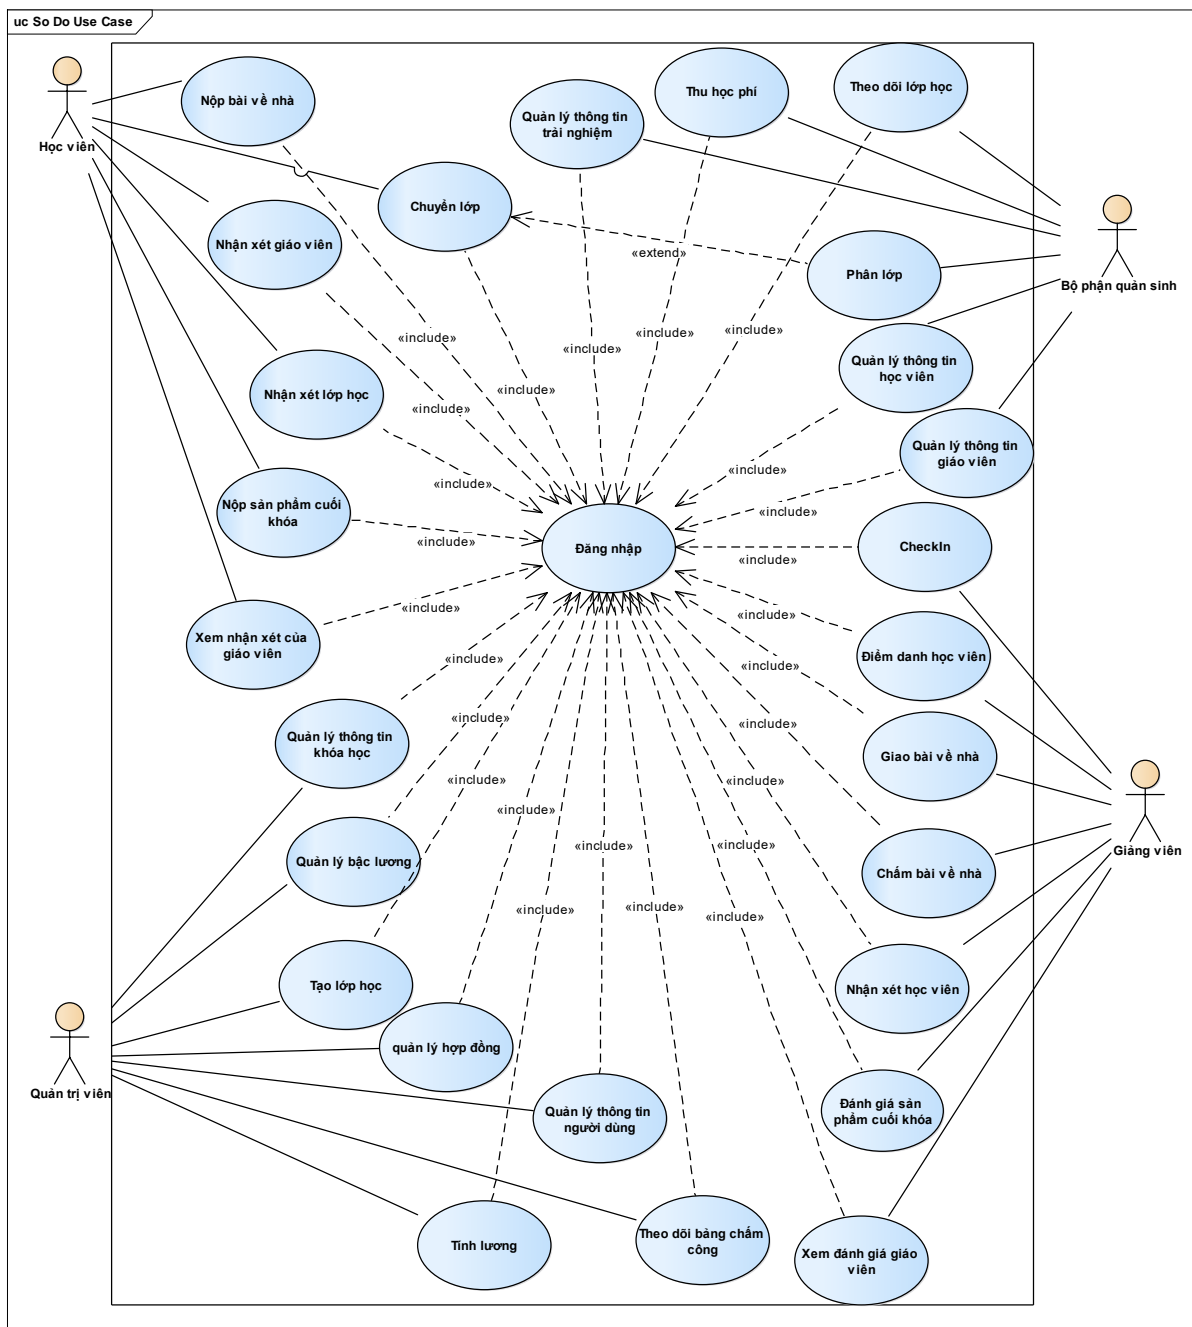 uc So Do Use Case
Học viên
Nộp bài về nhà
Quản lý thông tin
trải nghiệm
Thu học phí
Theo dõi lớp học
Chuyển lớp
Nhận xét giáo viên
«extend»
Phân lớp
Bộ phận quản sinh
«include»
«include»
«include»
«include»
Quản lý thông tin
học viên
Nhận xét lớp học
«include»
«include»
Quản lý thông tin
giáo viên
«include»
«include»
Nộp sản phẩm cuối
khóa
«include»
«include»
Đăng nhập
CheckIn
«include»
«include»
«include»
Xem nhận xét của
giáo viên
Điểm danh học viên
«include»
«include»
Quản lý thông tin
khóa học
«include»
«include»
Giao bài về nhà
«include»
«include»
«include»
«include»
Quản lý bậc lương
«include»
«include»
Chấm bài về nhà
Giảng viên
«include»
«include»
«include»
Tạo lớp học
Nhận xét học viên
quản lý hợp đồng
Quản trị viên
Quản lý thông tin
người dùng
Đánh giá sản
phẩm cuối khóa
Tính lương
Theo dõi bảng chấm
công
Xem đánh giá giáo
viên